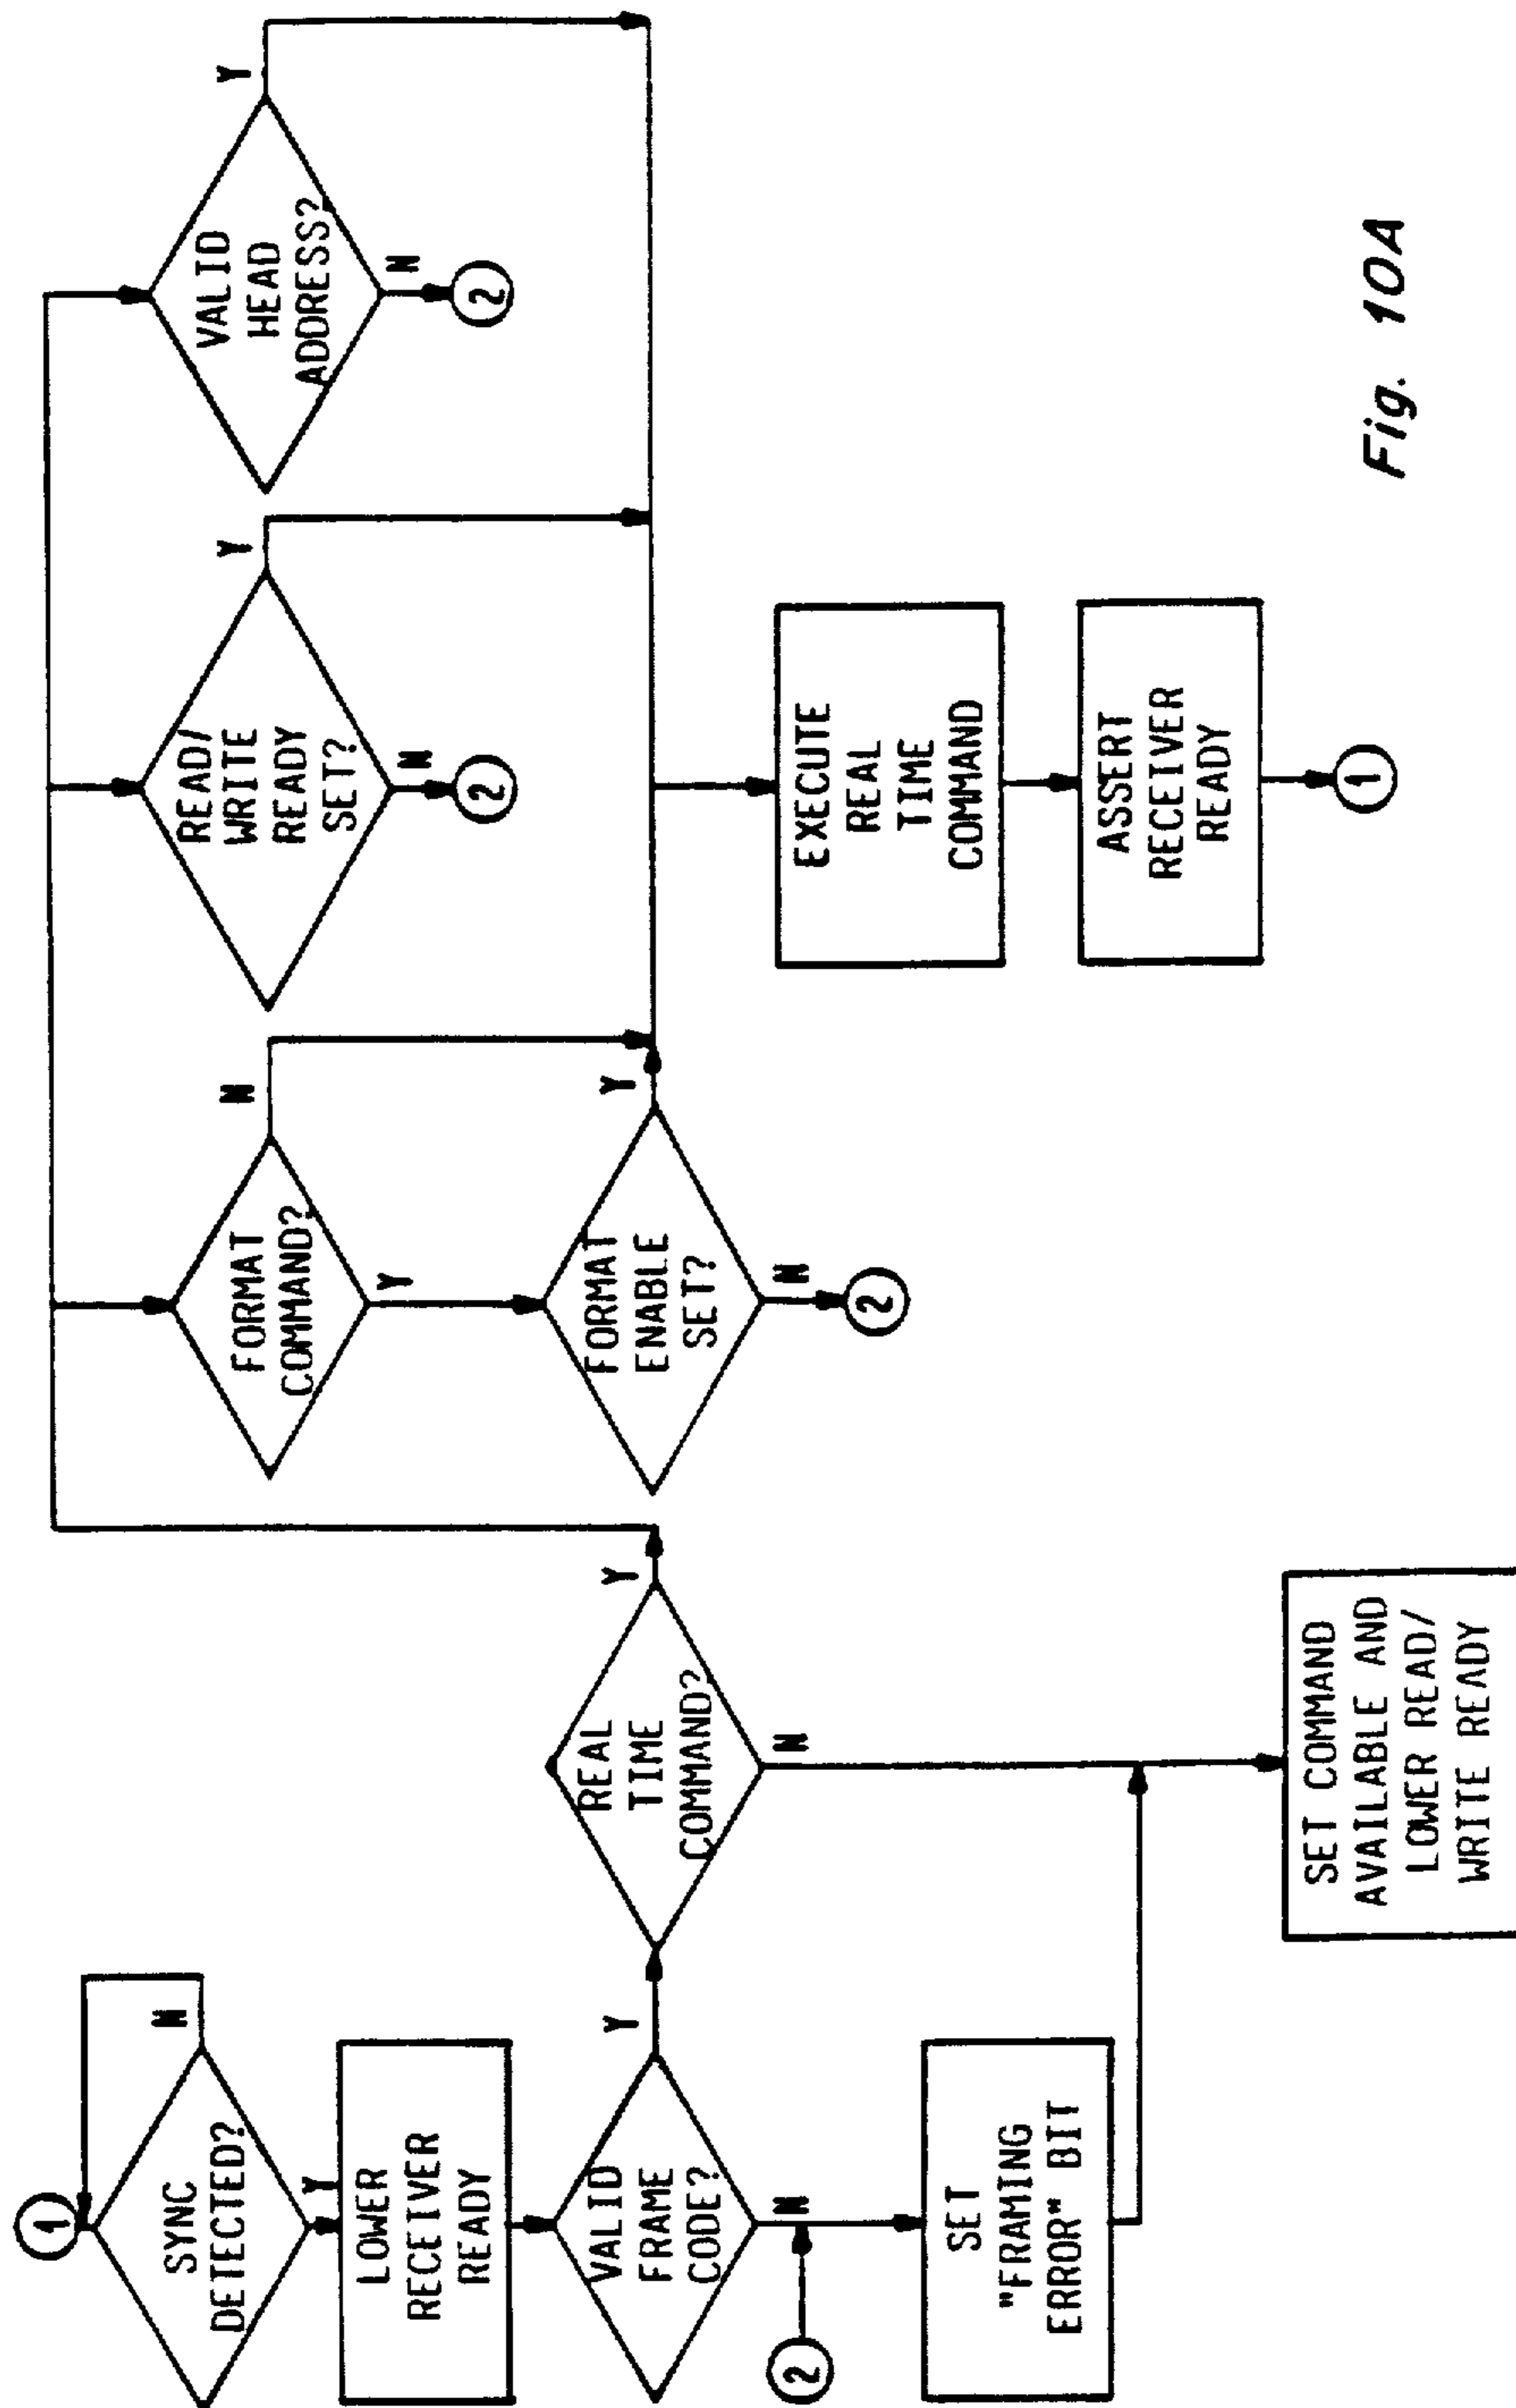 1
SYNC
DETECTED?
N
Y
LOWER
RECEIVER
READY
VALID
FRAME
CODE?
Y
N
2
SET
"FRAMING
ERROR" BIT
REAL
TIME
COMMAND?
Y
N
SET COMMAND
AVAILABLE AND
LOWER READ/
WRITE READY
FORMAT
COMMAND?
N
Y
FORMAT
ENABLE
SET?
Y
N
2
READ/
WRITE
READY
SET?
Y
N
2
VALID
HEAD
ADDRESS?
Y
N
2
EXECUTE
REAL
TIME
COMMAND
ASSERT
RECEIVER
READY
1
Fig. 10A